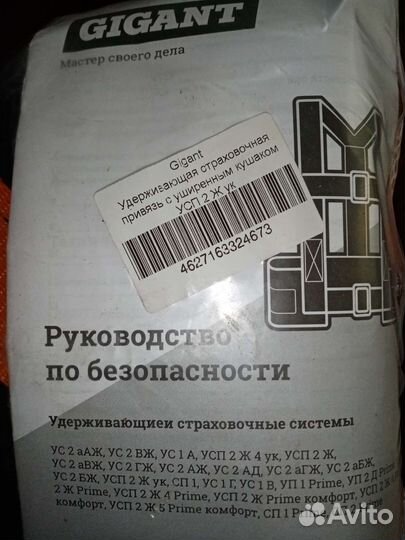 GIGANT
Мастер своего дела
Gigant
Удерживающая страховочная
привязь с уширенным кушаком
УСП 2 Ж ук
4627163324673
Руководство
по безопасности
Удерживающиеи страховочные системы
УС 2 аАЖ, УС 2 ВЖ, УС 1 А, УСП 2 Ж 4 ук, УСП 2 Ж,
УС 2 аВЖ, УС 2 ГЖ, УС 2 АЖ, УС 2 АД, УС 2 аГЖ, УС 2 аБЖ,
УС 2 БЖ, УСП 2 Ж ук, СП 1, УС 1 Г, УС 1 В, УП 1 Prime, УП 2 Д Prime,
2 Ж Prime, УСП 2 Ж 4 Prime, УСП 2 Ж Prime комфорт, УСП 2 Ж
комфорт, УСП 2 Ж 5 Prime комфорт, СП 1 Prime
Avito